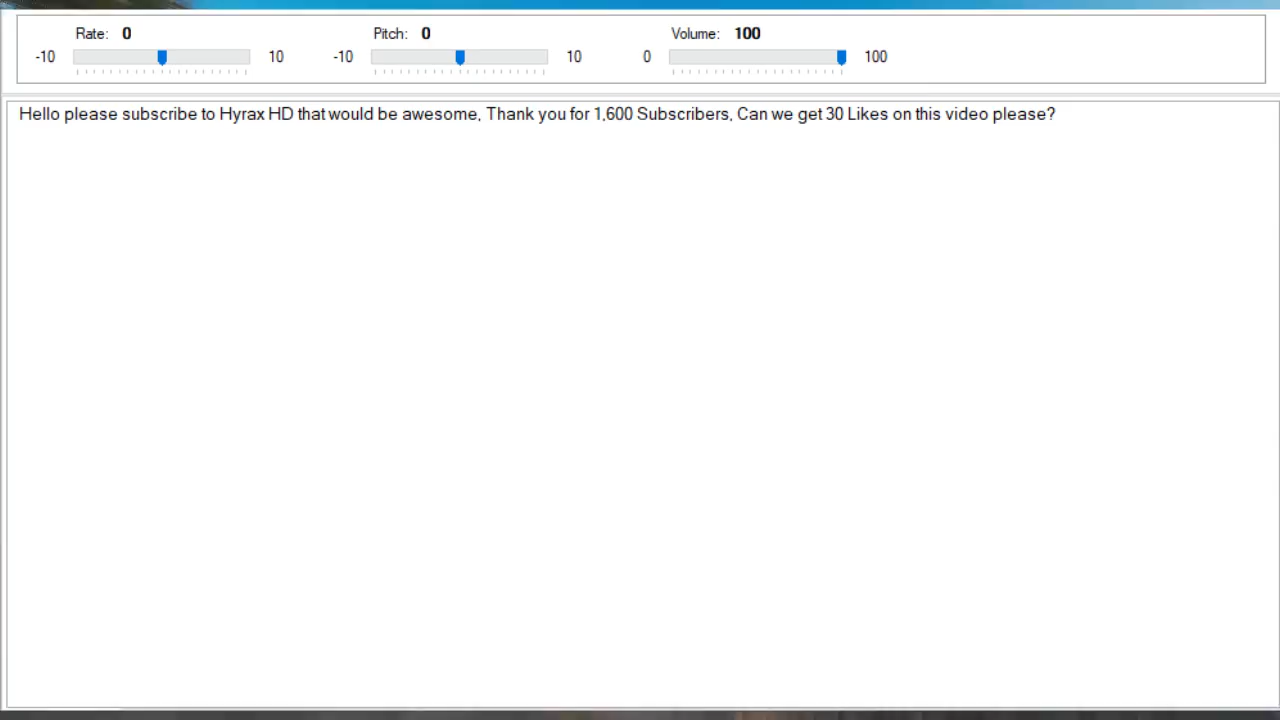 Rate: 0 Pitch: 0 Volume: 100
-10 10 -10 10 0 100
Hello please subscribe to Hyrax HD that would be awesome, Thank you for 1,600 Subscribers, Can we get 30 Likes on this video please?